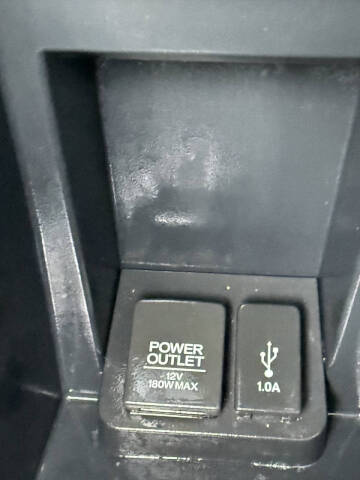 POWER
OUTLET
12V
180W MAX
1.0A